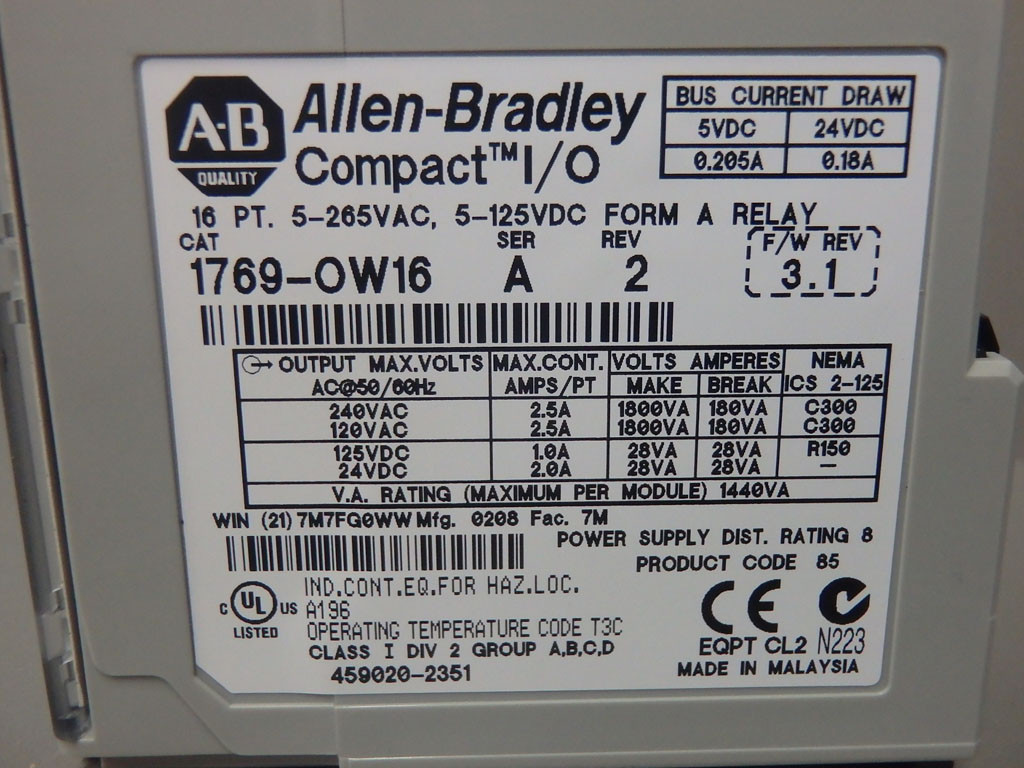 A-B
QUALITY
Allen-Bradley
Compact™ I/O
BUS CURRENT DRAW
5VDC 24VDC
0.205A 0.18A
16 PT. 5-265VAC, 5-125VDC FORM A RELAY
CAT SER REV F/W REV
1769-OW16 A 2 3.1
OUTPUT MAX.VOLTS MAX.CONT. VOLTS AMPERES NEMA
AC@50/60Hz AMPS/PT MAKE BREAK ICS 2-125
240VAC 2.5A 1800VA 180VA C300
120VAC 2.5A 1800VA 180VA C300
125VDC 1.0A 28VA 28VA R150
24VDC 2.0A 28VA 28VA —
V.A. RATING (MAXIMUM PER MODULE) 1440VA
WIN (21) 7M7FG0WW Mfg. 0208 Fac. 7M
POWER SUPPLY DIST. RATING 8
PRODUCT CODE 85
C UL US
LISTED
IND.CONT.EQ.FOR HAZ.LOC.
A196
OPERATING TEMPERATURE CODE T3C
CLASS I DIV 2 GROUP A,B,C,D
459020-2351
CE
EQPT CL2 N223
MADE IN MALAYSIA